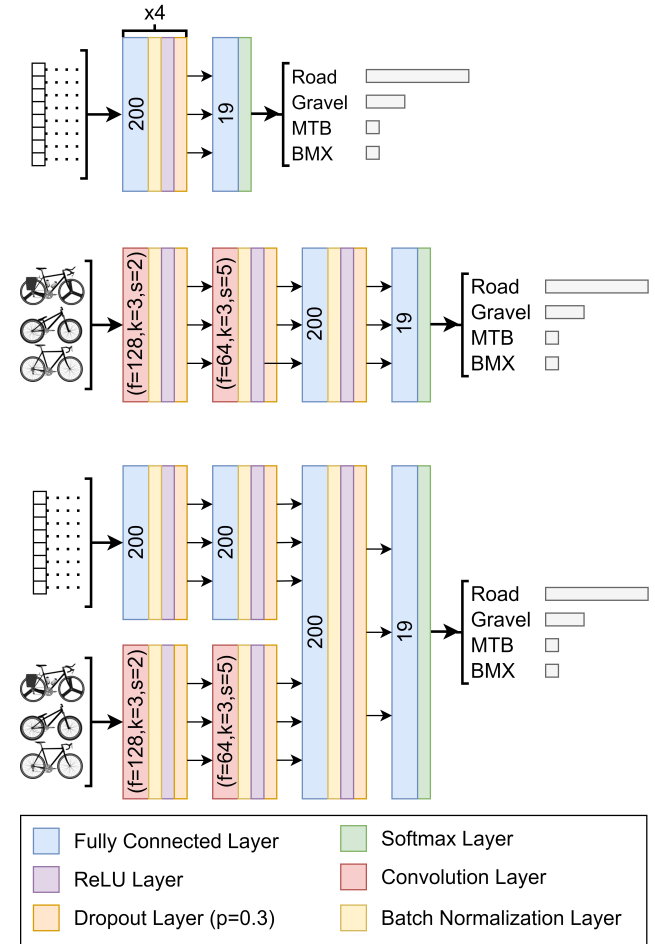 x4
200
19
Road
Gravel
MTB
BMX
(f=128,k=3,s=2)
(f=64,k=3,s=5)
200
19
Road
Gravel
MTB
BMX
200
200
200
19
(f=128,k=3,s=2)
(f=64,k=3,s=5)
Road
Gravel
MTB
BMX
Fully Connected Layer
Softmax Layer
ReLU Layer
Convolution Layer
Dropout Layer (p=0.3)
Batch Normalization Layer